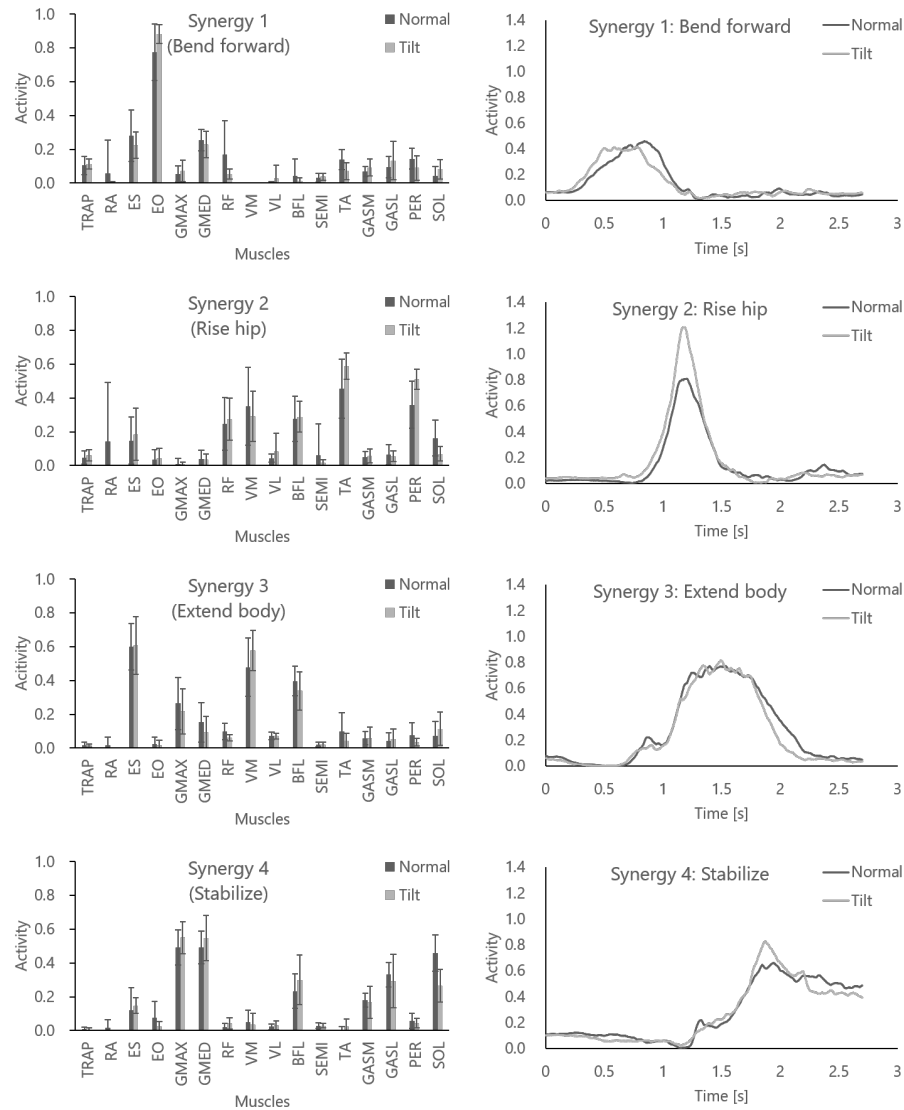 Synergy 1
(Bend forward)
Normal
Tilt
1.0
0.8
0.6
0.4
0.2
0.0
Activity
TRAP
RA
ES
EO
GMAX
GMED
RF
VM
VL
BFL
SEMI
TA
GASM
GASL
PER
SOL
Muscles
Synergy 1: Bend forward
Normal
Tilt
1.4
1.2
1.0
0.8
0.6
0.4
0.2
0.0
Activity
0 0.5 1 1.5 2 2.5 3
Time [s]
Synergy 2
(Rise hip)
Normal
Tilt
1.0
0.8
0.6
0.4
0.2
0.0
Activity
TRAP
RA
ES
EO
GMAX
GMED
RF
VM
VL
BFL
SEMI
TA
GASM
GASL
PER
SOL
Muscles
Synergy 2: Rise hip
Normal
Tilt
1.4
1.2
1.0
0.8
0.6
0.4
0.2
0.0
Activity
0 0.5 1 1.5 2 2.5 3
Time [s]
Synergy 3
(Extend body)
Normal
Tilt
1.0
0.8
0.6
0.4
0.2
0.0
Activity
TRAP
RA
ES
EO
GMAX
GMED
RF
VM
VL
BFL
SEMI
TA
GASM
GASL
PER
SOL
Muscles
Synergy 3: Extend body
Normal
Tilt
1.4
1.2
1.0
0.8
0.6
0.4
0.2
0.0
Activity
0 0.5 1 1.5 2 2.5 3
Time [s]
Synergy 4
(Stabilize)
Normal
Tilt
1.0
0.8
0.6
0.4
0.2
0.0
Activity
TRAP
RA
ES
EO
GMAX
GMED
RF
VM
VL
BFL
SEMI
TA
GASM
GASL
PER
SOL
Muscles
Synergy 4: Stabilize
Normal
Tilt
1.4
1.2
1.0
0.8
0.6
0.4
0.2
0.0
Activity
0 0.5 1 1.5 2 2.5 3
Time [s]